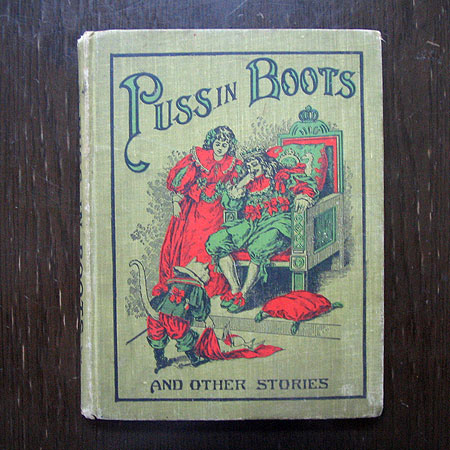 PUSS IN BOOTS
AND OTHER STORIES